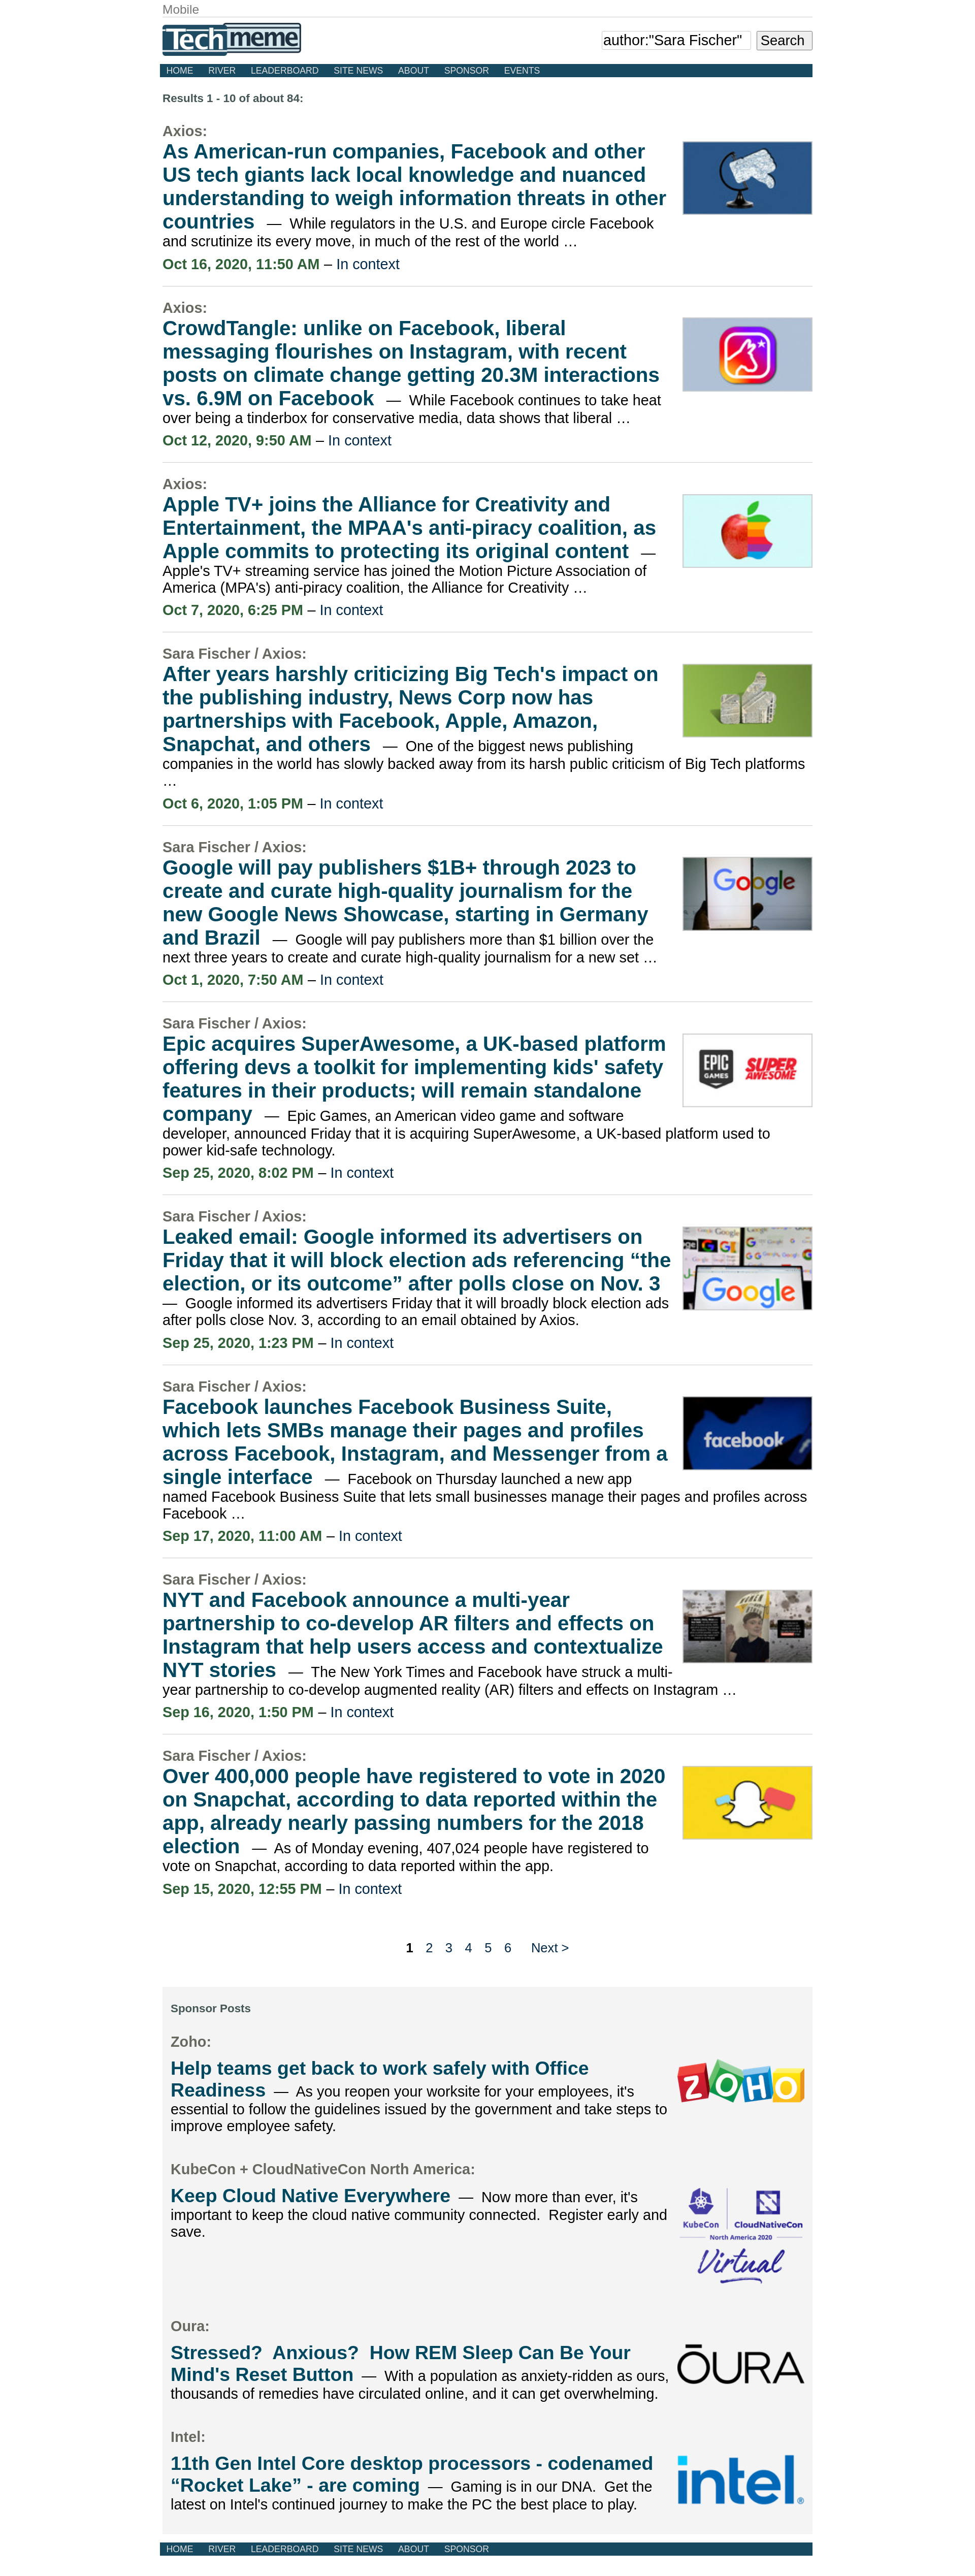 Mobile
Techmeme
author:"Sara Fischer" Search
HOME RIVER LEADERBOARD SITE NEWS ABOUT SPONSOR EVENTS
Results 1 - 10 of about 84:
Axios:
As American-run companies, Facebook and other
US tech giants lack local knowledge and nuanced
understanding to weigh information threats in other
countries — While regulators in the U.S. and Europe circle Facebook
and scrutinize its every move, in much of the rest of the world …
Oct 16, 2020, 11:50 AM – In context
Axios:
CrowdTangle: unlike on Facebook, liberal
messaging flourishes on Instagram, with recent
posts on climate change getting 20.3M interactions
vs. 6.9M on Facebook — While Facebook continues to take heat
over being a tinderbox for conservative media, data shows that liberal …
Oct 12, 2020, 9:50 AM – In context
Axios:
Apple TV+ joins the Alliance for Creativity and
Entertainment, the MPAA's anti-piracy coalition, as
Apple commits to protecting its original content —
Apple's TV+ streaming service has joined the Motion Picture Association of
America (MPA's) anti-piracy coalition, the Alliance for Creativity …
Oct 7, 2020, 6:25 PM – In context
Sara Fischer / Axios:
After years harshly criticizing Big Tech's impact on
the publishing industry, News Corp now has
partnerships with Facebook, Apple, Amazon,
Snapchat, and others — One of the biggest news publishing
companies in the world has slowly backed away from its harsh public criticism of Big Tech platforms
…
Oct 6, 2020, 1:05 PM – In context
Sara Fischer / Axios:
Google will pay publishers $1B+ through 2023 to
create and curate high-quality journalism for the
new Google News Showcase, starting in Germany
and Brazil — Google will pay publishers more than $1 billion over the
next three years to create and curate high-quality journalism for a new set …
Google
Oct 1, 2020, 7:50 AM – In context
Sara Fischer / Axios:
Epic acquires SuperAwesome, a UK-based platform
offering devs a toolkit for implementing kids' safety
features in their products; will remain standalone
company — Epic Games, an American video game and software
developer, announced Friday that it is acquiring SuperAwesome, a UK-based platform used to
power kid-safe technology.
EPIC GAMES SUPER AWESOME
Sep 25, 2020, 8:02 PM – In context
Sara Fischer / Axios:
Leaked email: Google informed its advertisers on
Friday that it will block election ads referencing “the
election, or its outcome” after polls close on Nov. 3
— Google informed its advertisers Friday that it will broadly block election ads
after polls close Nov. 3, according to an email obtained by Axios.
Google
Sep 25, 2020, 1:23 PM – In context
Sara Fischer / Axios:
Facebook launches Facebook Business Suite,
which lets SMBs manage their pages and profiles
across Facebook, Instagram, and Messenger from a
single interface — Facebook on Thursday launched a new app
named Facebook Business Suite that lets small businesses manage their pages and profiles across
Facebook …
facebook
Sep 17, 2020, 11:00 AM – In context
Sara Fischer / Axios:
NYT and Facebook announce a multi-year
partnership to co-develop AR filters and effects on
Instagram that help users access and contextualize
NYT stories — The New York Times and Facebook have struck a multi-
year partnership to co-develop augmented reality (AR) filters and effects on Instagram …
Sep 16, 2020, 1:50 PM – In context
Sara Fischer / Axios:
Over 400,000 people have registered to vote in 2020
on Snapchat, according to data reported within the
app, already nearly passing numbers for the 2018
election — As of Monday evening, 407,024 people have registered to
vote on Snapchat, according to data reported within the app.
Sep 15, 2020, 12:55 PM – In context
1 2 3 4 5 6 Next >
Sponsor Posts
Zoho:
Help teams get back to work safely with Office
Readiness — As you reopen your worksite for your employees, it's
essential to follow the guidelines issued by the government and take steps to
improve employee safety.
ZOHO
KubeCon + CloudNativeCon North America:
Keep Cloud Native Everywhere — Now more than ever, it's
important to keep the cloud native community connected. Register early and
save.
KubeCon CloudNativeCon
North America 2020
Virtual
Oura:
Stressed? Anxious? How REM Sleep Can Be Your
Mind's Reset Button — With a population as anxiety-ridden as ours,
thousands of remedies have circulated online, and it can get overwhelming.
ŌURA
Intel:
11th Gen Intel Core desktop processors - codenamed
“Rocket Lake” - are coming — Gaming is in our DNA. Get the
latest on Intel's continued journey to make the PC the best place to play.
intel®
HOME RIVER LEADERBOARD SITE NEWS ABOUT SPONSOR